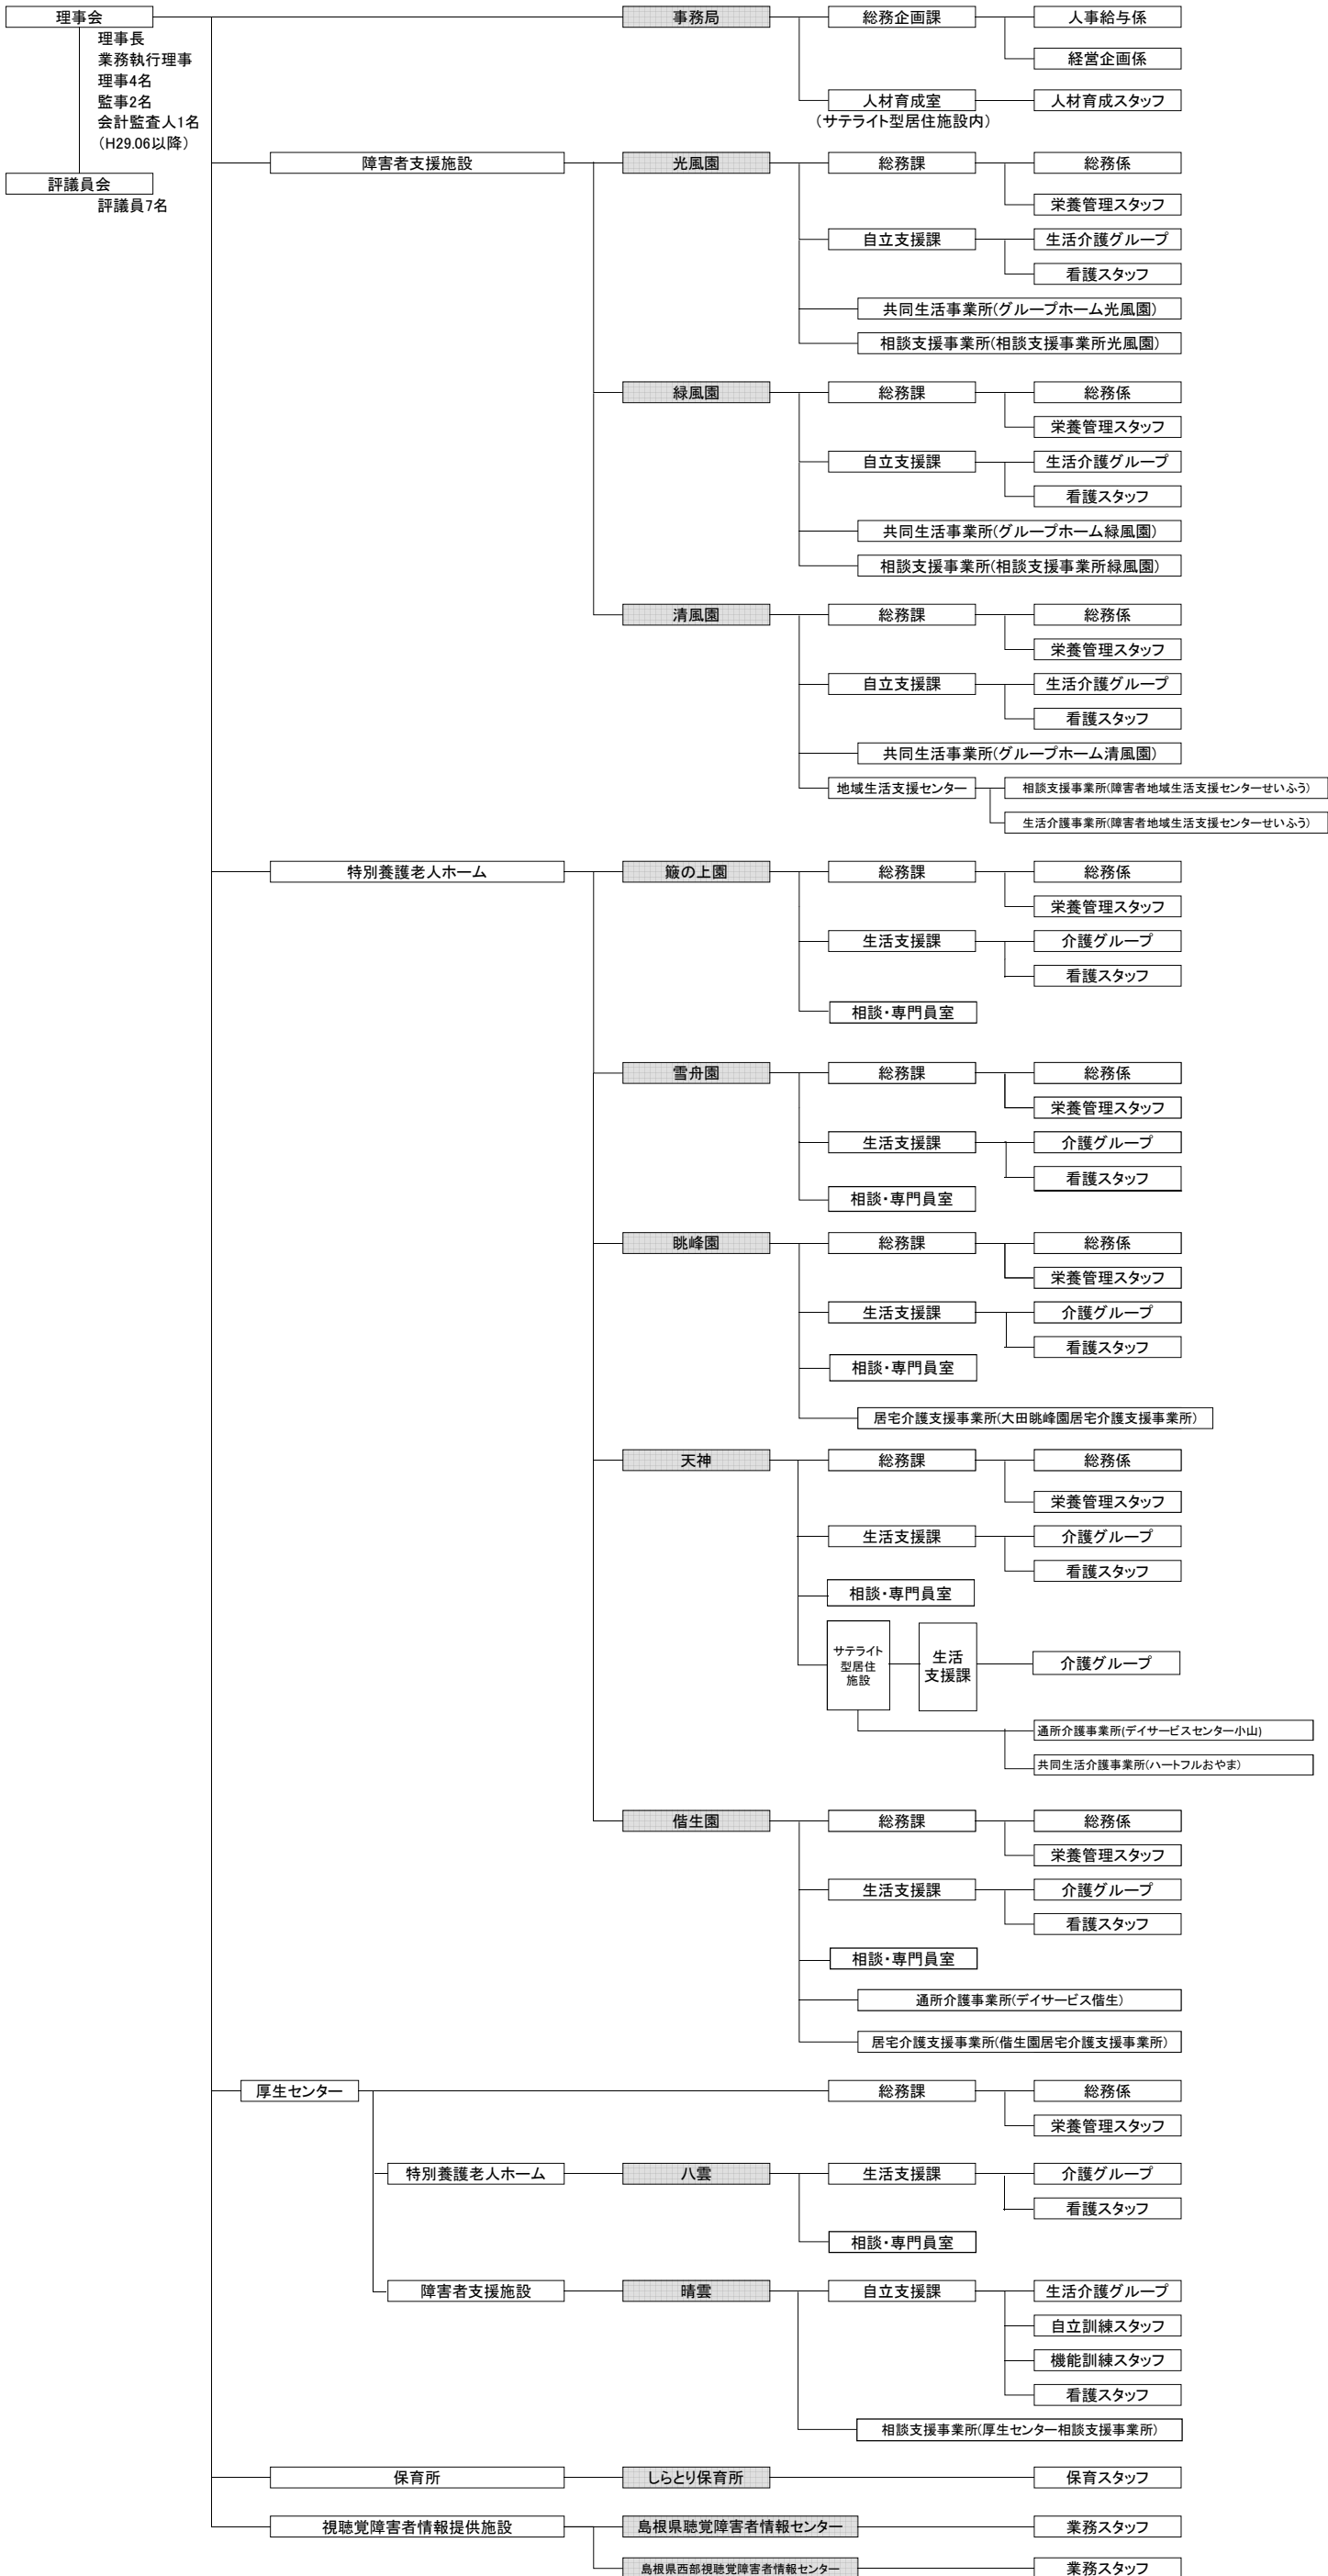 理事会
理事長
業務執行理事
理事4名
監事2名
会計監査人1名
(H29.06以降)
評議員会
評議員7名
事務局
総務企画課
人事給与係
経営企画係
人材育成室
人材育成スタッフ
(サテライト型居住施設内)
障害者支援施設
光風園
総務課
総務係
栄養管理スタッフ
自立支援課
生活介護グループ
看護スタッフ
共同生活事業所(グループホーム光風園)
相談支援事業所(相談支援事業所光風園)
緑風園
総務課
総務係
栄養管理スタッフ
自立支援課
生活介護グループ
看護スタッフ
共同生活事業所(グループホーム緑風園)
相談支援事業所(相談支援事業所緑風園)
清風園
総務課
総務係
栄養管理スタッフ
自立支援課
生活介護グループ
看護スタッフ
共同生活事業所(グループホーム清風園)
地域生活支援センター
相談支援事業所(障害者地域生活支援センターせいふう)
生活介護事業所(障害者地域生活支援センターせいふう)
特別養護老人ホーム
簸の上園
総務課
総務係
栄養管理スタッフ
生活支援課
介護グループ
看護スタッフ
相談・専門員室
雪舟園
総務課
総務係
栄養管理スタッフ
生活支援課
介護グループ
看護スタッフ
相談・専門員室
眺峰園
総務課
総務係
栄養管理スタッフ
生活支援課
介護グループ
看護スタッフ
相談・専門員室
居宅介護支援事業所(大田眺峰園居宅介護支援事業所)
天神
総務課
総務係
栄養管理スタッフ
生活支援課
介護グループ
看護スタッフ
相談・専門員室
サテライト
型居住
施設
生活
支援課
介護グループ
通所介護事業所(デイサービスセンター小山)
共同生活介護事業所(ハートフルおやま)
偕生園
総務課
総務係
栄養管理スタッフ
生活支援課
介護グループ
看護スタッフ
相談・専門員室
通所介護事業所(デイサービス偕生)
居宅介護支援事業所(偕生園居宅介護支援事業所)
厚生センター
総務課
総務係
栄養管理スタッフ
特別養護老人ホーム
八雲
生活支援課
介護グループ
看護スタッフ
相談・専門員室
障害者支援施設
晴雲
自立支援課
生活介護グループ
自立訓練スタッフ
機能訓練スタッフ
看護スタッフ
相談支援事業所(厚生センター相談支援事業所)
保育所
しらとり保育所
保育スタッフ
視聴覚障害者情報提供施設
島根県聴覚障害者情報センター
業務スタッフ
島根県西部視聴覚障害者情報センター
業務スタッフ